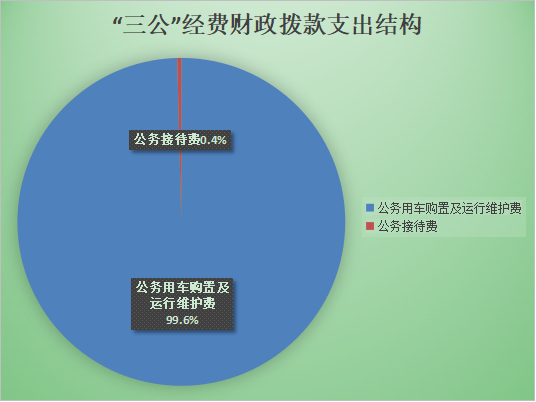 “三公”经费财政拨款支出结构
公务接待费0.4%
公务用车购置及运行维护费
公务接待费
公务用车购置及
运行维护费
99.6%